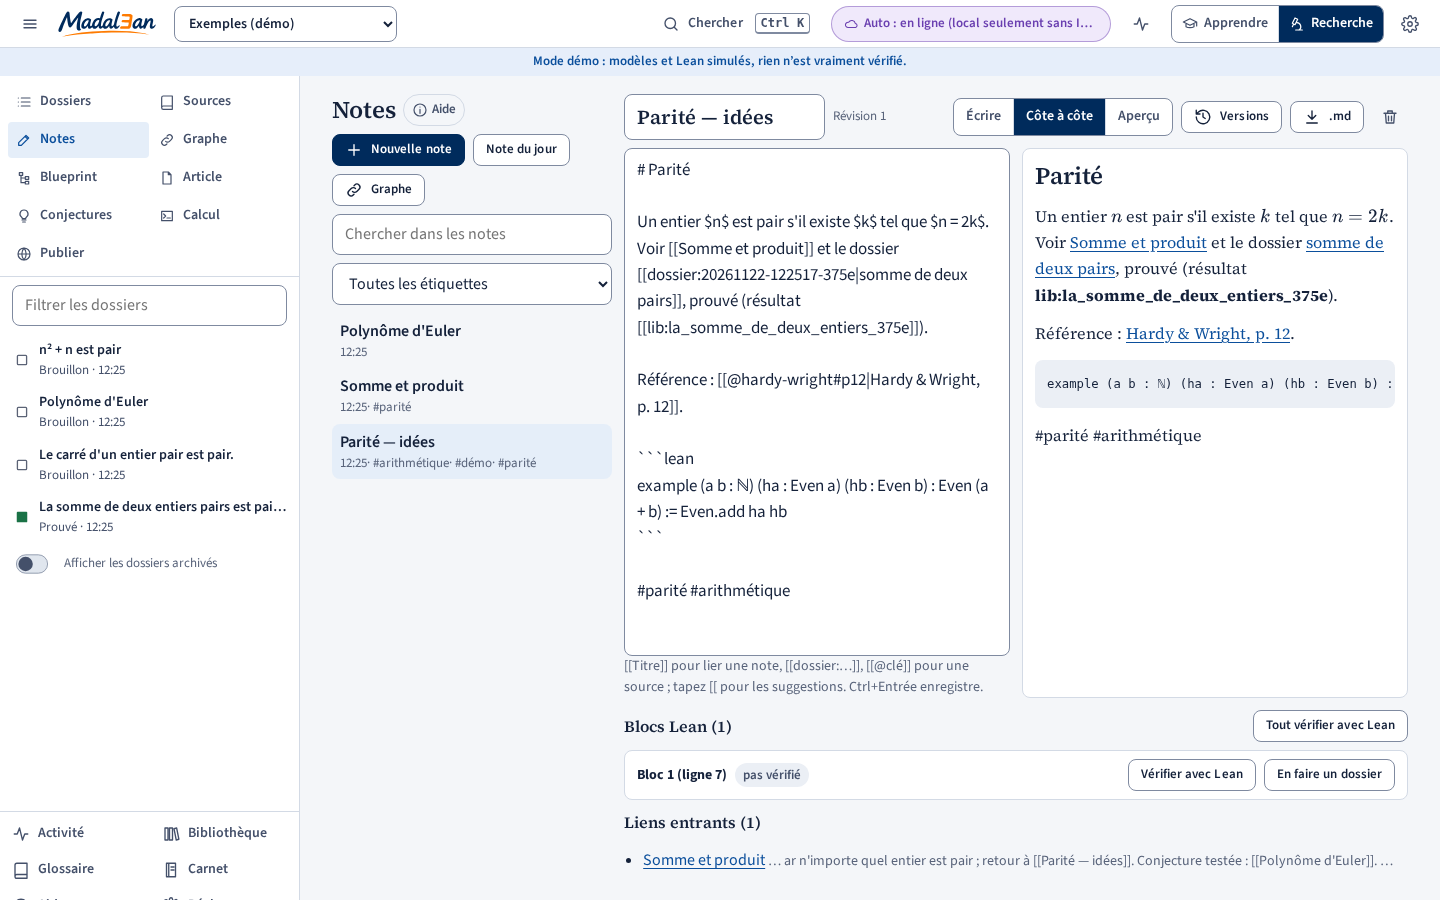 Madal∃an
Exemples (démo)
Chercher
Ctrl K
Auto : en ligne (local seulement sans I…
Apprendre
Recherche
Mode démo : modèles et Lean simulés, rien n'est vraiment vérifié.
Dossiers
Sources
Notes
Graphe
Blueprint
Article
Conjectures
Calcul
Publier
Filtrer les dossiers
n² + n est pair
Brouillon · 12:25
Polynôme d'Euler
Brouillon · 12:25
Le carré d'un entier pair est pair.
Brouillon · 12:25
La somme de deux entiers pairs est pai…
Prouvé · 12:25
Afficher les dossiers archivés
Activité
Bibliothèque
Glossaire
Carnet
Notes
Aide
Nouvelle note
Note du jour
Graphe
Chercher dans les notes
Toutes les étiquettes
Polynôme d'Euler
12:25
Somme et produit
12:25· #parité
Parité — idées
12:25· #arithmétique· #démo· #parité
Parité — idées
Révision 1
Écrire
Côte à côte
Aperçu
Versions
.md
# Parité
Un entier $n$ est pair s'il existe $k$ tel que $n = 2k$.
Voir [[Somme et produit]] et le dossier
[[dossier:20261122-122517-375e|somme de deux
pairs]], prouvé (résultat
[[lib:la_somme_de_deux_entiers_375e]]).
Référence : [[@hardy-wright#p12|Hardy & Wright,
p. 12]].
```lean
example (a b : ℕ) (ha : Even a) (hb : Even b) : Even (a
+ b) := Even.add ha hb
```
#parité #arithmétique
[[Titre]] pour lier une note, [[dossier:…]], [[@clé]] pour une
source ; tapez [[ pour les suggestions. Ctrl+Entrée enregistre.
Parité
Un entier n est pair s'il existe k tel que n = 2k.
Voir Somme et produit et le dossier somme de
deux pairs, prouvé (résultat
lib:la_somme_de_deux_entiers_375e).
Référence : Hardy & Wright, p. 12.
example (a b : ℕ) (ha : Even a) (hb : Even b) :
#parité #arithmétique
Blocs Lean (1)
Tout vérifier avec Lean
Bloc 1 (ligne 7)
pas vérifié
Vérifier avec Lean
En faire un dossier
Liens entrants (1)
Somme et produit … ar n'importe quel entier est pair ; retour à [[Parité — idées]]. Conjecture testée : [[Polynôme d'Euler]]. …